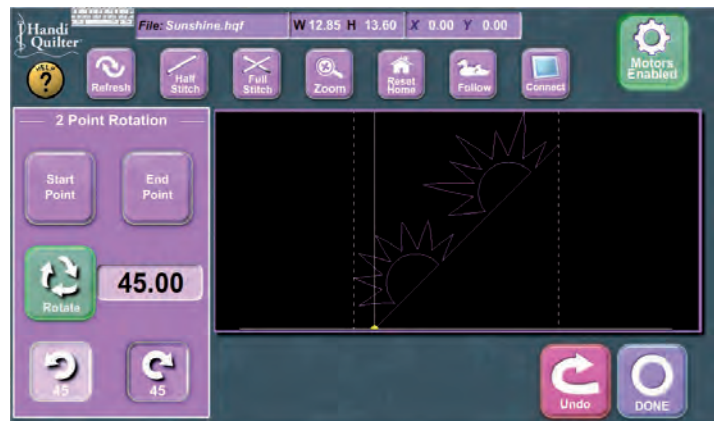 Handi
Quilter
File: Sunshine.hqf W 12.85 H 13.60 X 0.00 Y 0.00
HELP
?
Refresh
Half
Stitch
Full
Stitch
Zoom
Reset
Home
Follow
Connect
Motors
Enabled
2 Point Rotation
Start
Point
End
Point
Rotate
45.00
45
45
Undo
DONE